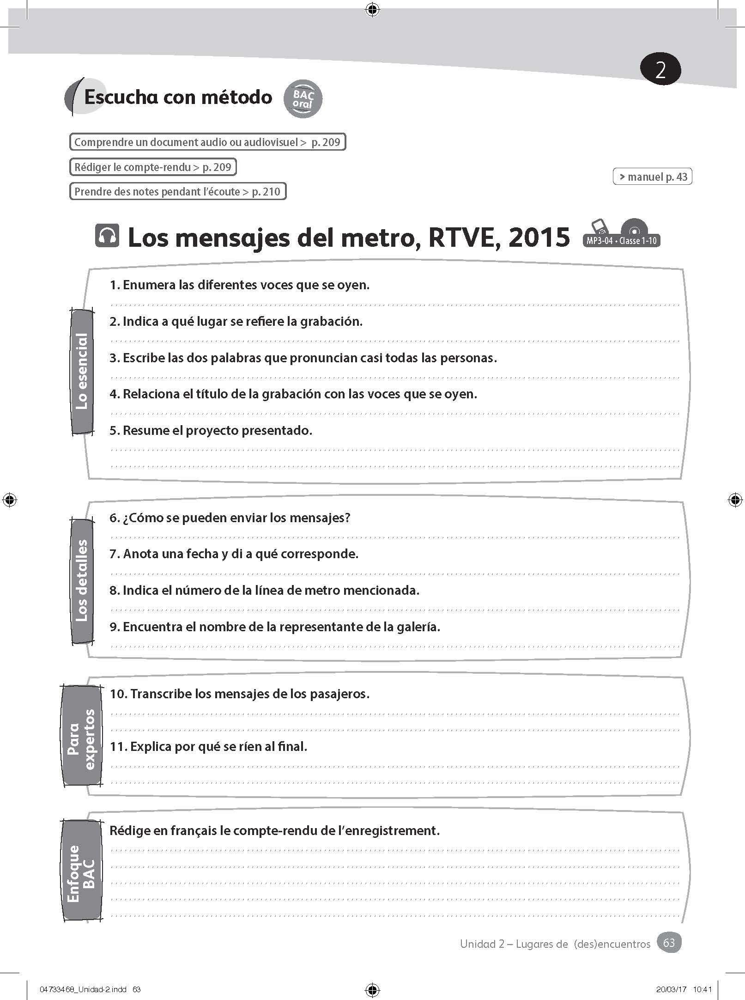 2
Escucha con método
BAC
oral
Comprendre un document audio ou audiovisuel > p. 209
Rédiger le compte-rendu > p. 209
> manuel p. 43
Prendre des notes pendant l’écoute > p. 210
Los mensajes del metro, RTVE, 2015
MP3-04 • Classe 1-10
Lo esencial
1. Enumera las diferentes voces que se oyen.
2. Indica a qué lugar se refiere la grabación.
3. Escribe las dos palabras que pronuncian casi todas las personas.
4. Relaciona el título de la grabación con las voces que se oyen.
5. Resume el proyecto presentado.
Los detalles
6. ¿Cómo se pueden enviar los mensajes?
7. Anota una fecha y di a qué corresponde.
8. Indica el número de la línea de metro mencionada.
9. Encuentra el nombre de la representante de la galería.
Para
expertos
10. Transcribe los mensajes de los pasajeros.
11. Explica por qué se ríen al final.
Enfoque
BAC
Rédige en français le compte-rendu de l’enregistrement.
Unidad 2 – Lugares de (des)encuentros 63
04733468_Unidad-2.indd 63
20/03/17 10:41